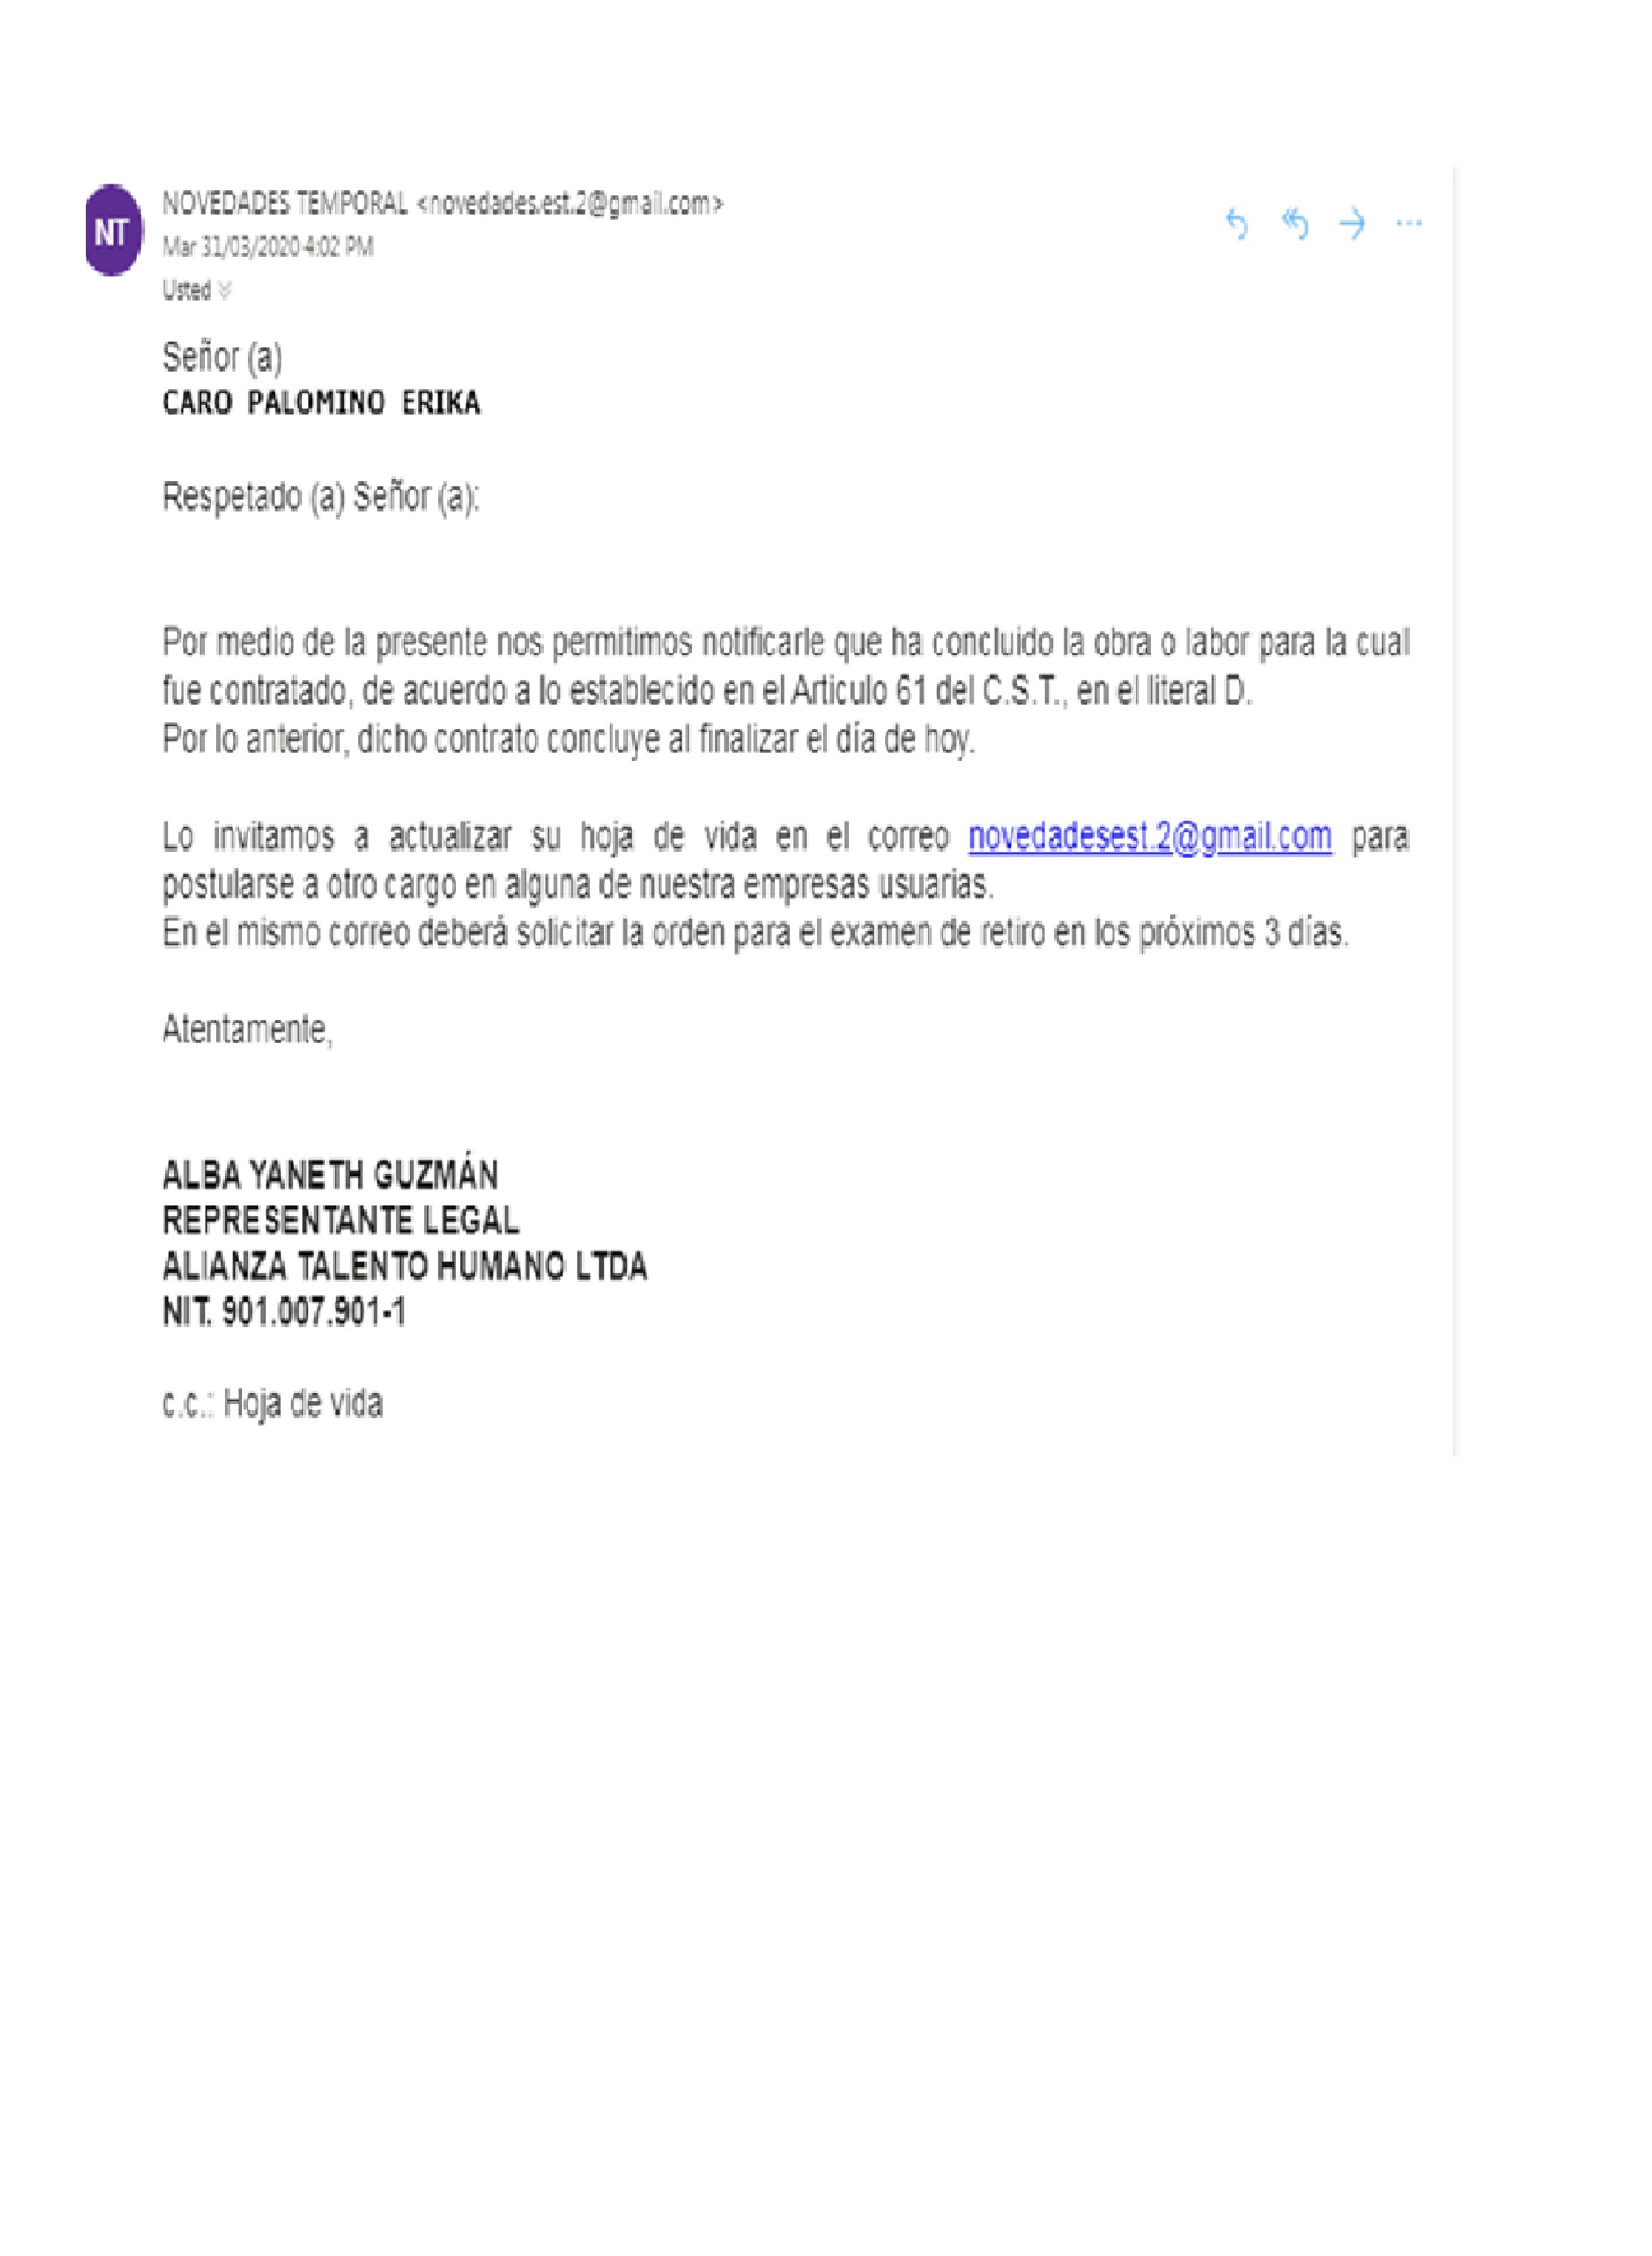 NT
NOVEDADES TEMPORAL <novedades.est.2@gmail.com>
Mar 31/03/2020 4:02 PM
Usted
Señor (a)
CARO PALOMINO ERIKA
Respetado (a) Señor (a):
Por medio de la presente nos permitimos notificarle que ha concluido la obra o labor para la cual
fue contratado, de acuerdo a lo establecido en el Articulo 61 del C.S.T., en el literal D.
Por lo anterior, dicho contrato concluye al finalizar el día de hoy.
Lo invitamos a actualizar su hoja de vida en el correo novedadesest.2@gmail.com para
postularse a otro cargo en alguna de nuestra empresas usuarias.
En el mismo correo deberá solicitar la orden para el examen de retiro en los próximos 3 días.
Atentamente,
ALBA YANETH GUZMÁN
REPRESENTANTE LEGAL
ALIANZA TALENTO HUMANO LTDA
NIT. 901.007.901-1
c.c.: Hoja de vida